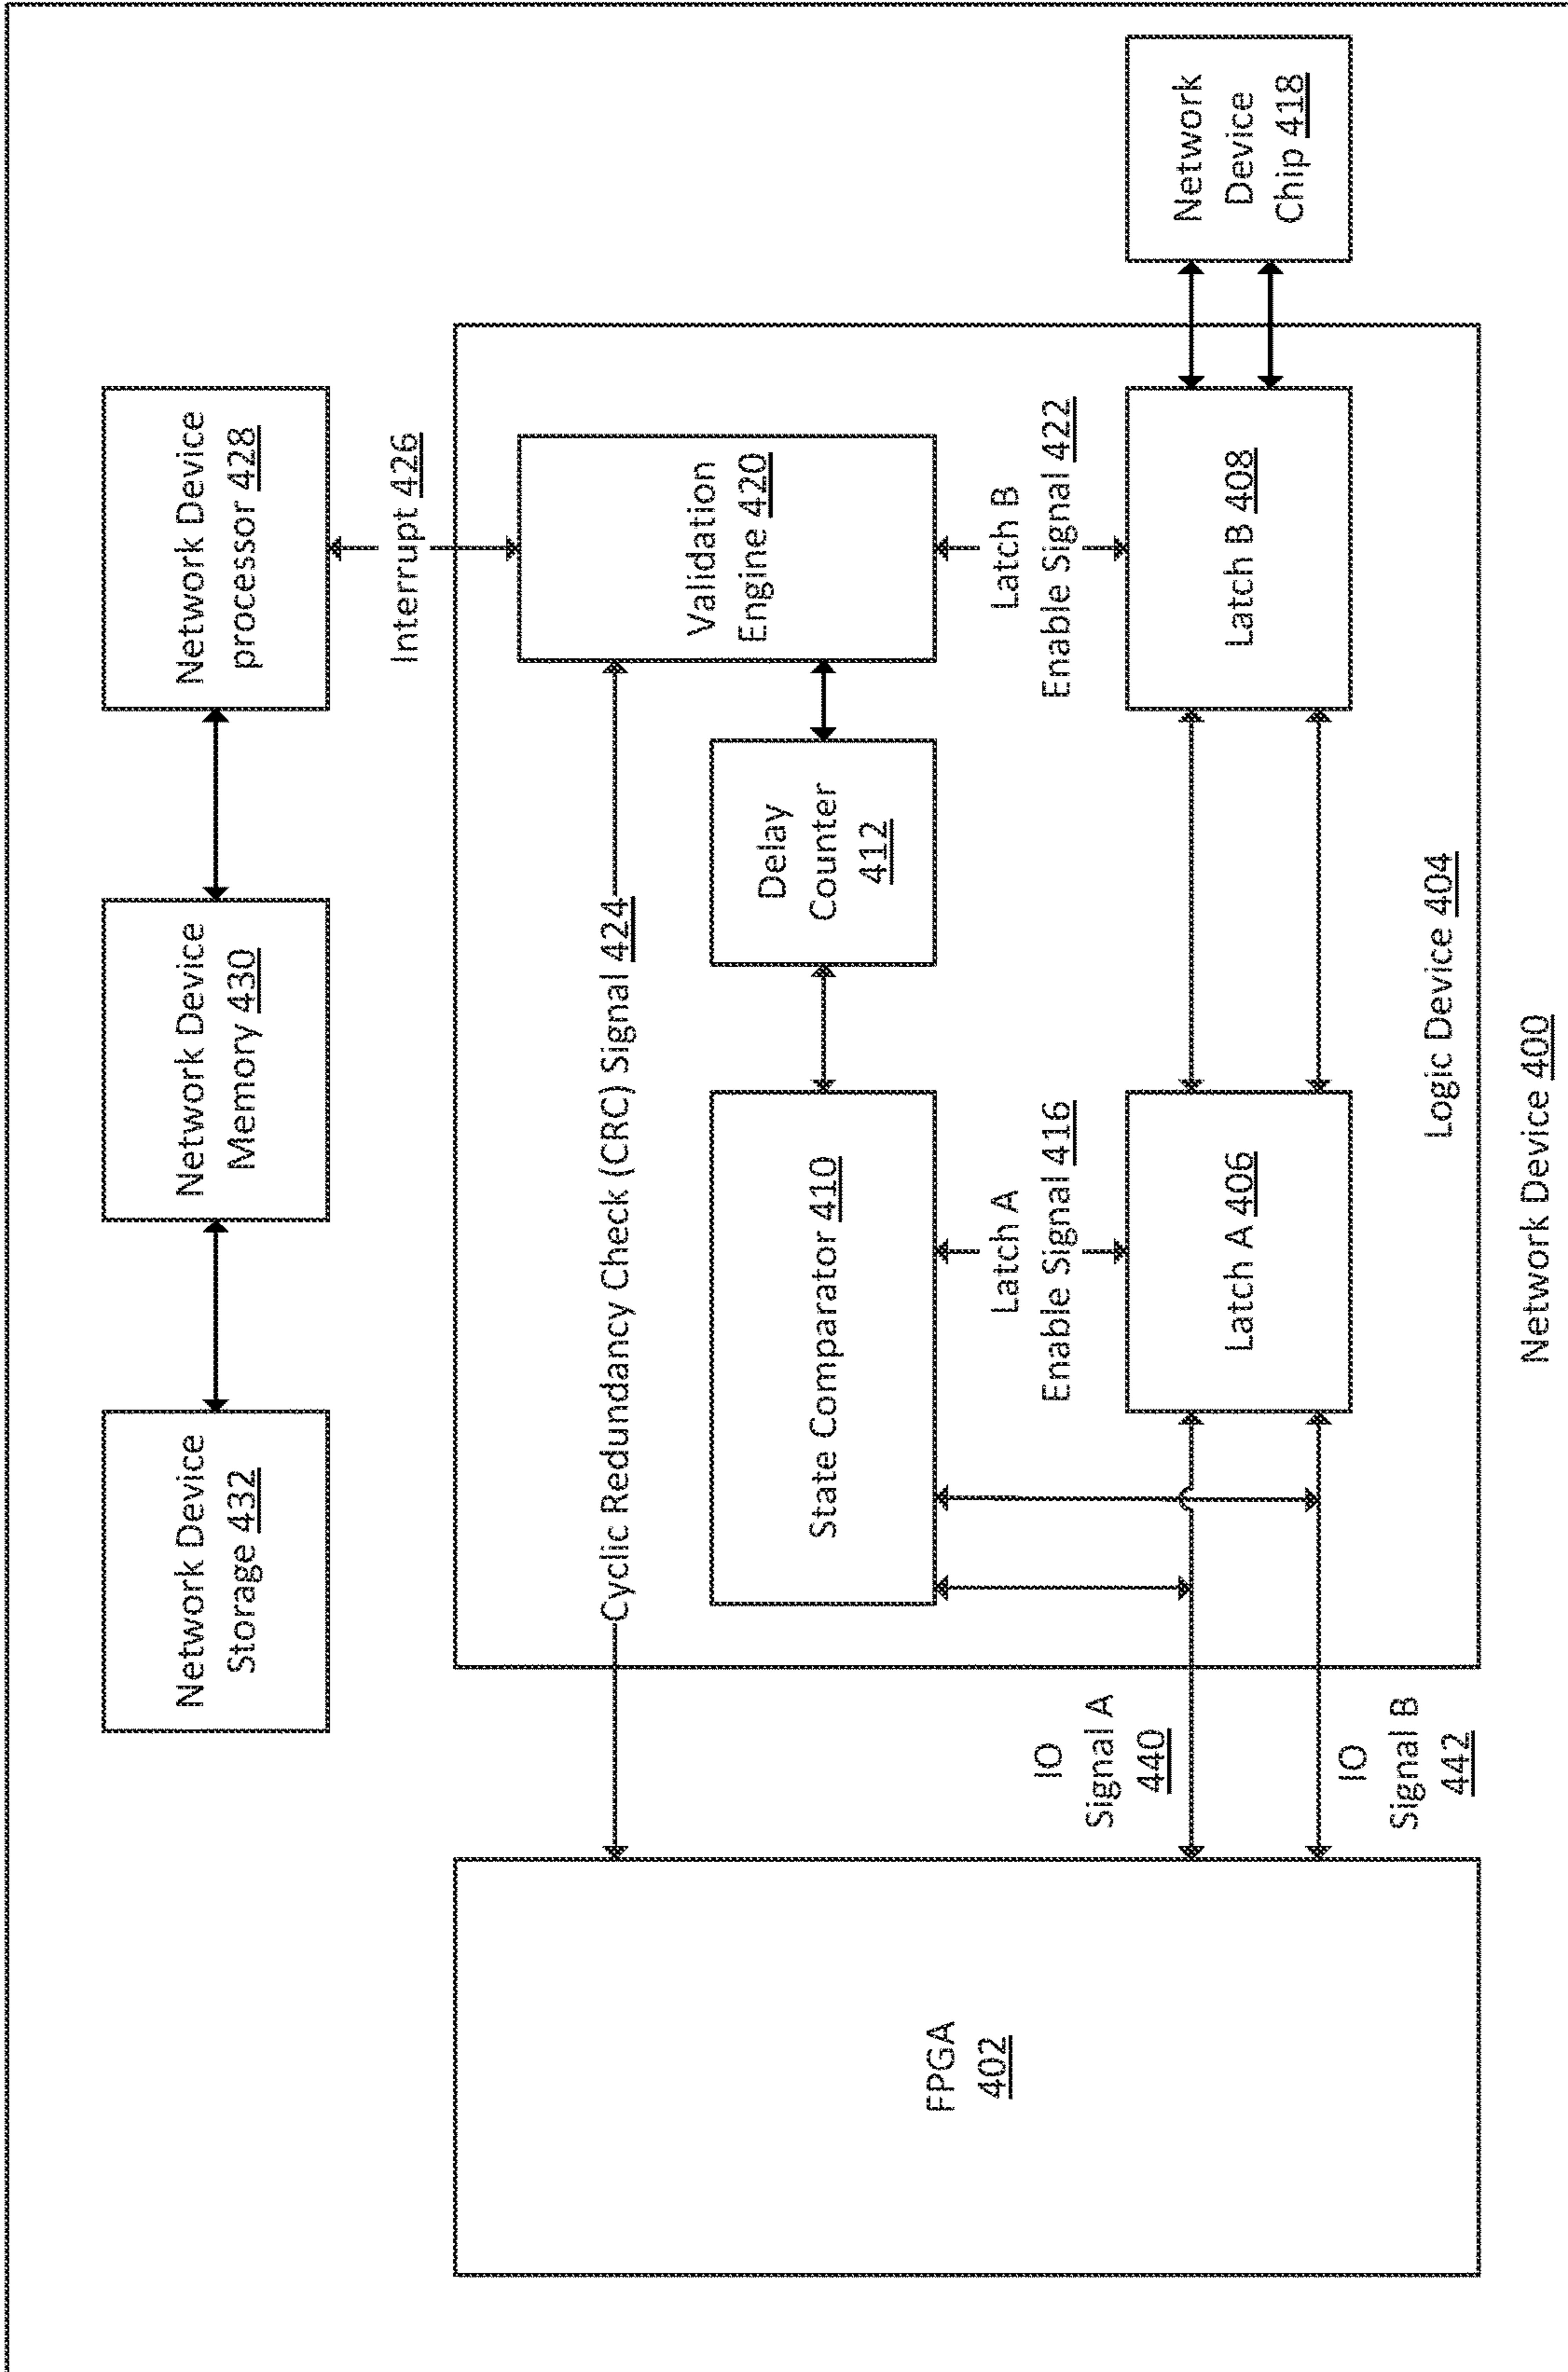 Network Device
Storage 432
Network Device
Memory 430
Network Device
processor 428
Interrupt 426
Cyclic Redundancy Check (CRC) Signal 424
Validation
Engine 420
Delay
Counter
412
State Comparator 410
FPGA
402
IO
Signal A
440
IO
Signal B
442
Latch A
Enable Signal 416
Latch B
Enable Signal 422
Latch A 406
Latch B 408
Network
Device
Chip 418
Logic Device 404
Network Device 400